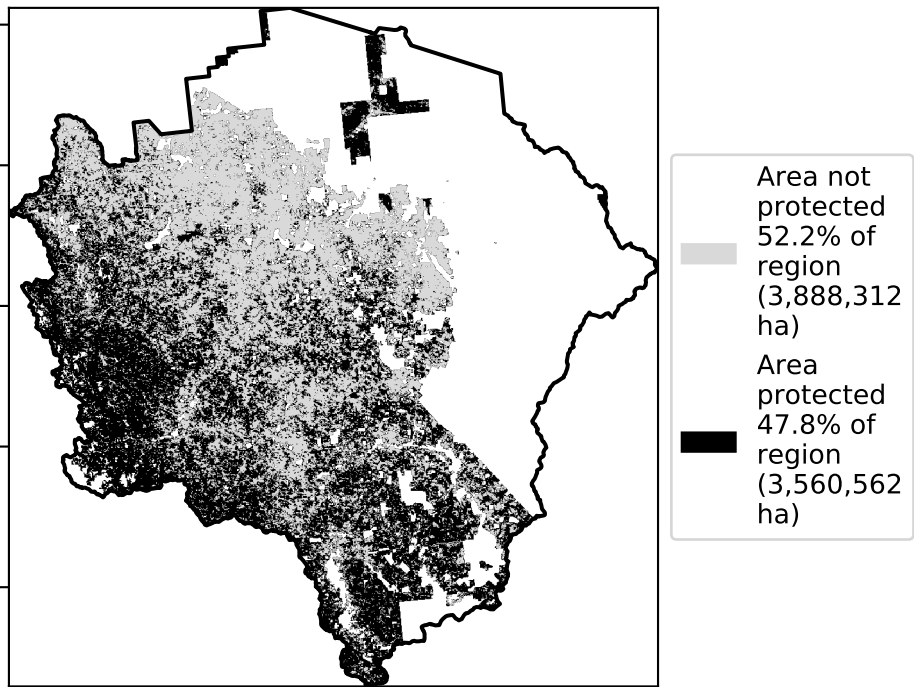 Area not
protected
52.2% of
region
(3,888,312
ha)
Area
protected
47.8% of
region
(3,560,562
ha)